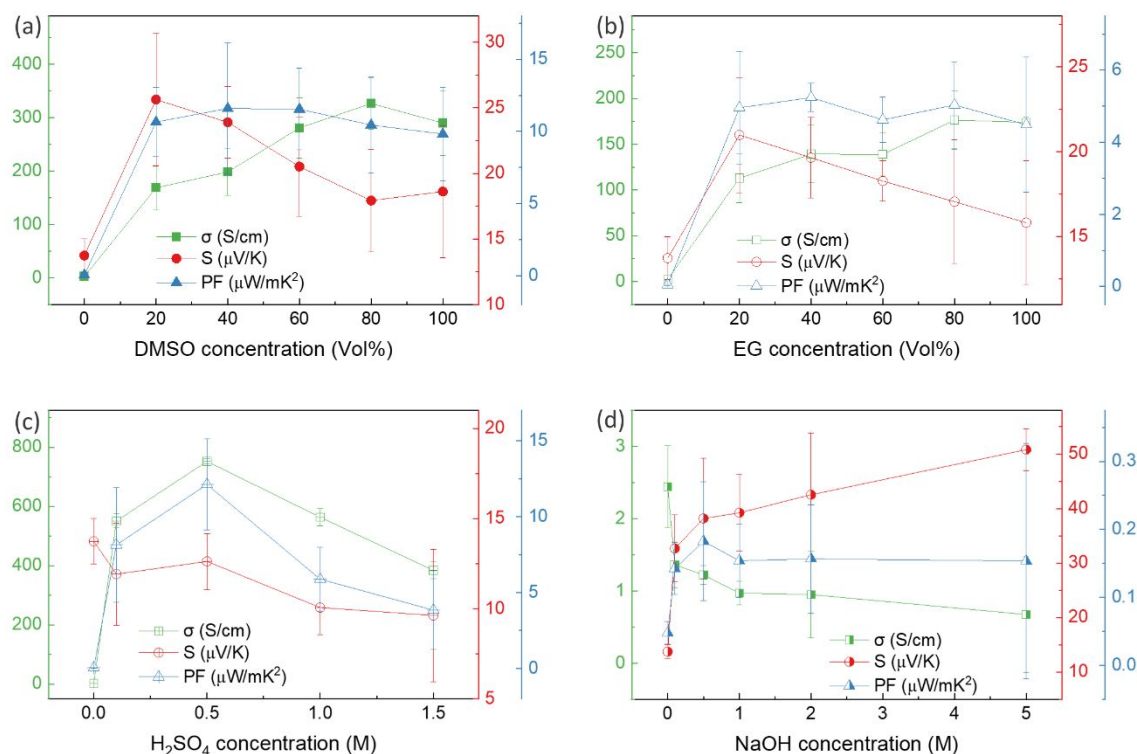 (a)
400
300
200
100
0
30
25
20
15
10
15
10
5
0
σ (S/cm)
S (μV/K)
PF (μW/mK²)
0 20 40 60 80 100
DMSO concentration (Vol%)
(b)
250
200
175
150
100
75
50
25
0
25
20
15
6
4
2
0
σ (S/cm)
S (μV/K)
PF (μW/mK²)
0 20 40 60 80 100
EG concentration (Vol%)
(c)
800
600
400
200
0
20
15
10
5
15
10
5
0
σ (S/cm)
S (μV/K)
PF (μW/mK²)
0.0 0.5 1.0 1.5
H₂SO₄ concentration (M)
(d)
3
2
1
0
50
40
30
20
10
0.3
0.2
0.1
0.0
σ (S/cm)
S (μV/K)
PF (μW/mK²)
0 1 2 3 4 5
NaOH concentration (M)